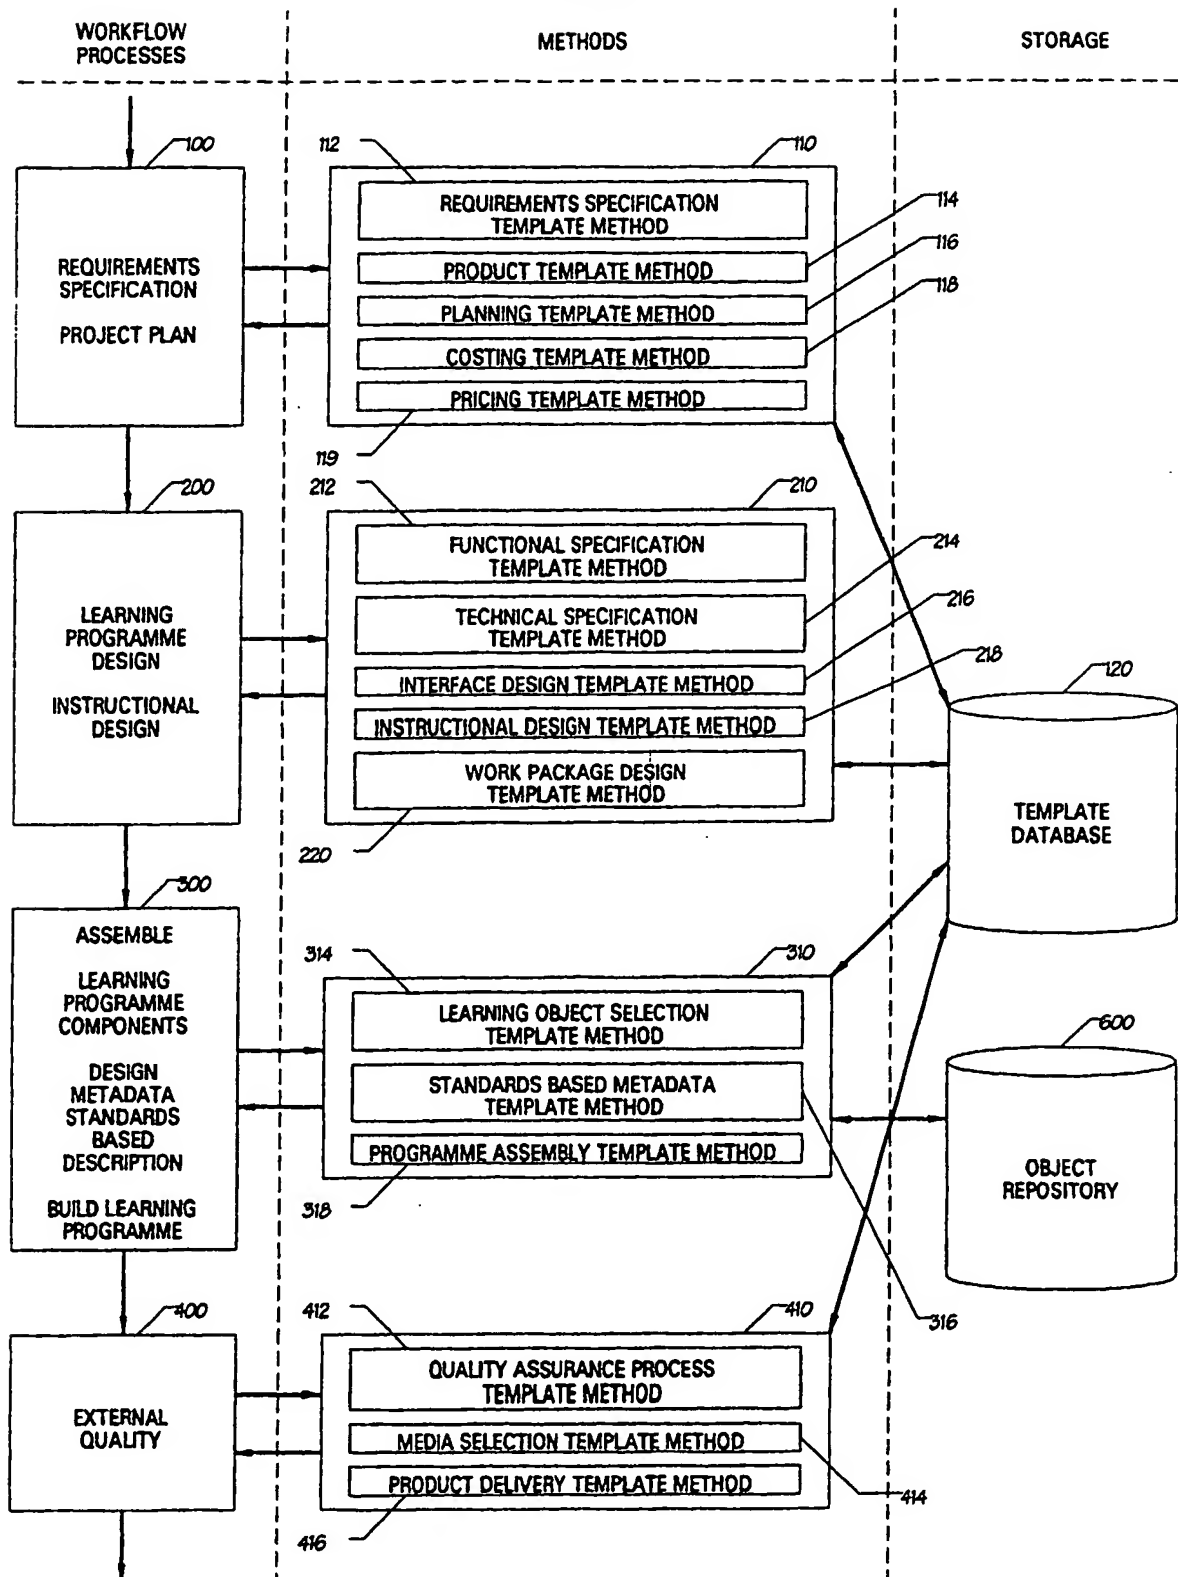 WORKFLOW
PROCESSES
METHODS
STORAGE
100
REQUIREMENTS
SPECIFICATION
PROJECT PLAN
112
110
REQUIREMENTS SPECIFICATION
TEMPLATE METHOD
PRODUCT TEMPLATE METHOD
PLANNING TEMPLATE METHOD
COSTING TEMPLATE METHOD
PRICING TEMPLATE METHOD
114
116
118
119
200
LEARNING
PROGRAMME
DESIGN
INSTRUCTIONAL
DESIGN
212
210
FUNCTIONAL SPECIFICATION
TEMPLATE METHOD
TECHNICAL SPECIFICATION
TEMPLATE METHOD
INTERFACE DESIGN TEMPLATE METHOD
INSTRUCTIONAL DESIGN TEMPLATE METHOD
WORK PACKAGE DESIGN
TEMPLATE METHOD
214
216
218
220
120
TEMPLATE
DATABASE
300
ASSEMBLE
LEARNING
PROGRAMME
COMPONENTS
DESIGN
METADATA
STANDARDS
BASED
DESCRIPTION
BUILD LEARNING
PROGRAMME
314
310
LEARNING OBJECT SELECTION
TEMPLATE METHOD
STANDARDS BASED METADATA
TEMPLATE METHOD
PROGRAMME ASSEMBLY TEMPLATE METHOD
318
316
600
OBJECT
REPOSITORY
400
EXTERNAL
QUALITY
412
410
QUALITY ASSURANCE PROCESS
TEMPLATE METHOD
MEDIA SELECTION TEMPLATE METHOD
PRODUCT DELIVERY TEMPLATE METHOD
414
416